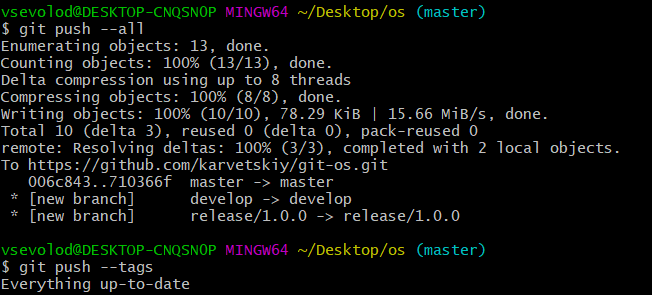 vsevolod@DESKTOP-CNQSN0P MINGW64 ~/Desktop/os (master)
$ git push --all
Enumerating objects: 13, done.
Counting objects: 100% (13/13), done.
Delta compression using up to 8 threads
Compressing objects: 100% (8/8), done.
Writing objects: 100% (10/10), 78.29 KiB | 15.66 MiB/s, done.
Total 10 (delta 3), reused 0 (delta 0), pack-reused 0
remote: Resolving deltas: 100% (3/3), completed with 2 local objects.
To https://github.com/karvetskiy/git-os.git
   006c843..710366f  master -> master
 * [new branch]      develop -> develop
 * [new branch]      release/1.0.0 -> release/1.0.0
vsevolod@DESKTOP-CNQSN0P MINGW64 ~/Desktop/os (master)
$ git push --tags
Everything up-to-date